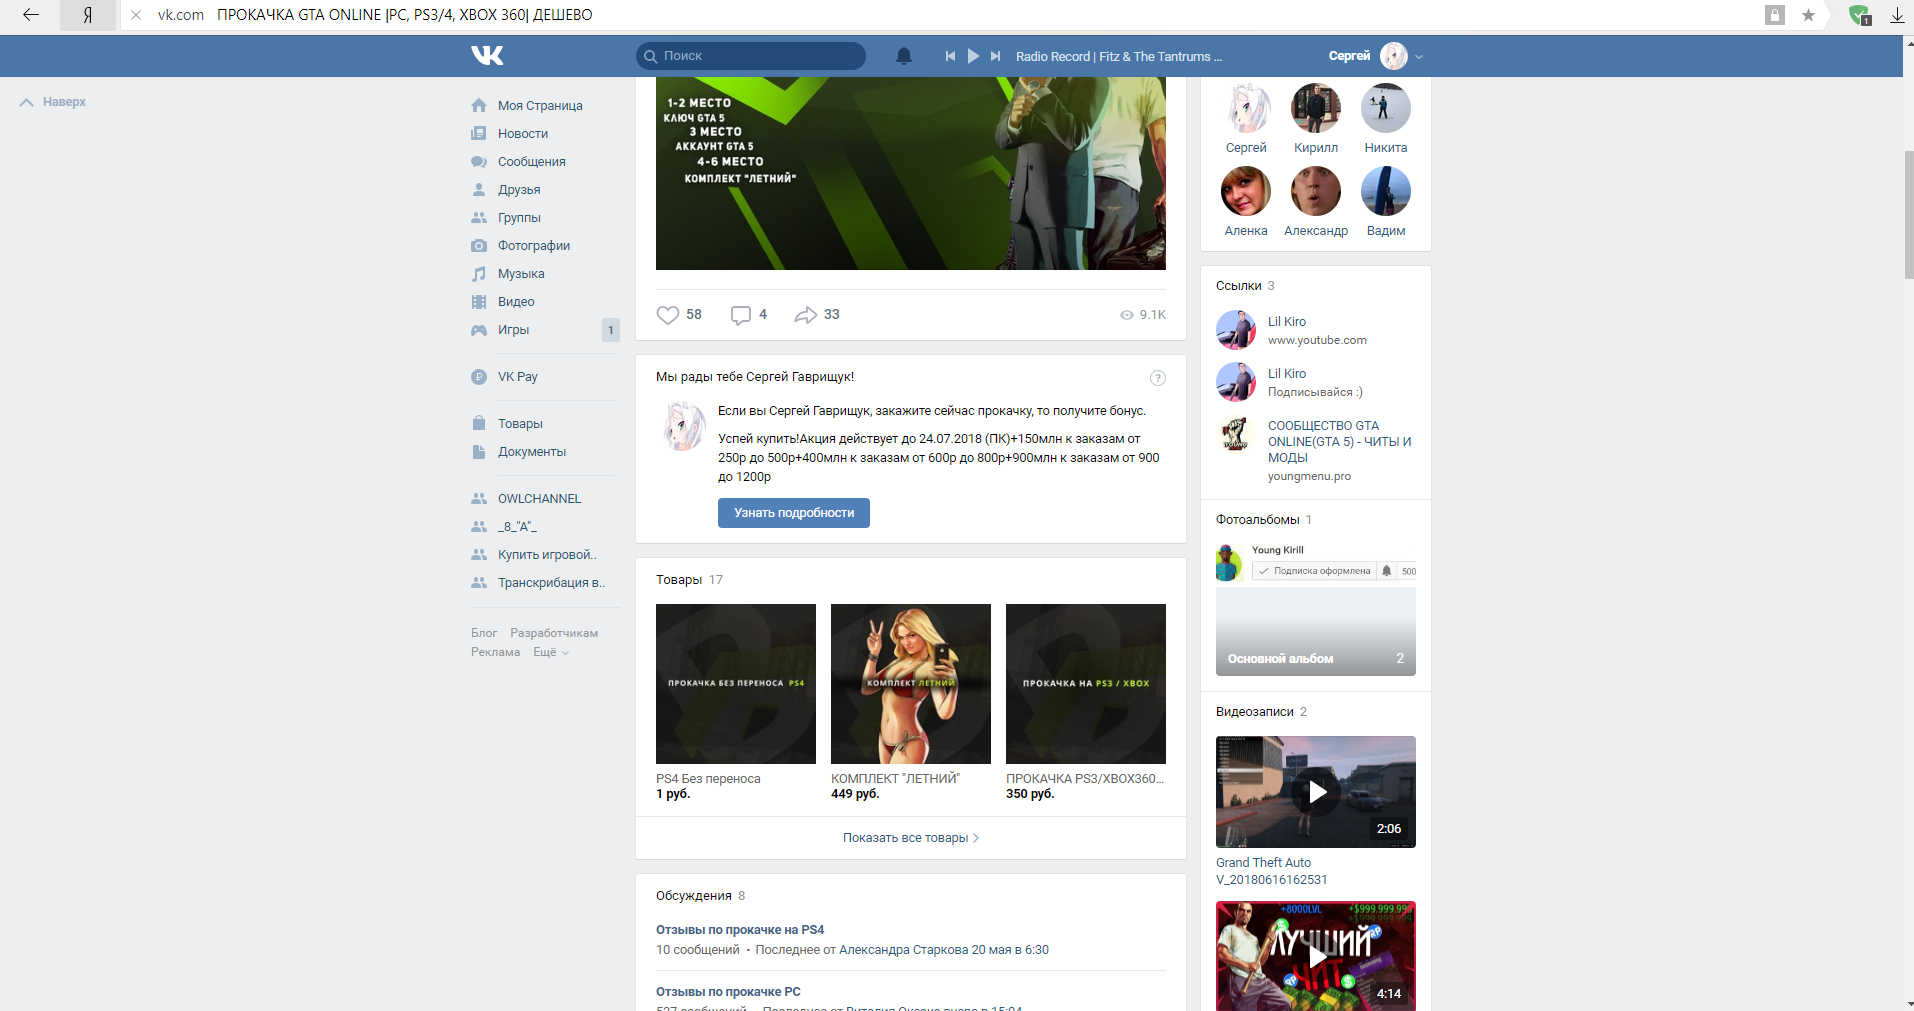 vk.com ПРОКАЧКА GTA ONLINE |PC, PS3/4, XBOX 360| ДЕШЕВО
Я
1
Поиск
Radio Record | Fitz & The Tantrums ...
Сергей
Наверх
Моя Страница
Новости
Сообщения
Друзья
Группы
Фотографии
Музыка
Видео
Игры
1
VK Pay
Товары
Документы
OWLCHANNEL
_8_"А"_
Купить игровой..
Транскрибация в..
Блог Разработчикам
Реклама Ещё
1-2 МЕСТО
КЛЮЧ GTA 5
3 МЕСТО
АККАУНТ GTA 5
4-6 МЕСТО
КОМПЛЕКТ "ЛЕТНИЙ"
58 4 33 9.1K
Мы рады тебе Сергей Гаврищук!
?
Если вы Сергей Гаврищук, закажите сейчас прокачку, то получите бонус.
Успей купить!Акция действует до 24.07.2018 (ПК)+150млн к заказам от
250р до 500р+400млн к заказам от 600р до 800р+900млн к заказам от 900
до 1200р
Узнать подробности
Товары 17
ПРОКАЧКА БЕЗ ПЕРЕНОСА PS4
КОМПЛЕКТ ЛЕТНИЙ
ПРОКАЧКА НА PS3 / XBOX
PS4 Без переноса
1 руб.
КОМПЛЕКТ "ЛЕТНИЙ"
449 руб.
ПРОКАЧКА PS3/XBOX360...
350 руб.
Показать все товары
Обсуждения 8
Отзывы по прокачке на PS4
10 сообщений · Последнее от Александра Старкова 20 мая в 6:30
Отзывы по прокачке PC
Сергей Кирилл Никита
Аленка Александр Вадим
Ссылки 3
Lil Kiro
www.youtube.com
Lil Kiro
Подписывайся :)
СООБЩЕСТВО GTA
ONLINE(GTA 5) - ЧИТЫ И
МОДЫ
youngmenu.pro
Фотоальбомы 1
Young Kirill
Подписка оформлена 500
Основной альбом 2
Видеозаписи 2
2:06
Grand Theft Auto
V_20180616162531
+8000LVL +$999.999.999
ЛУЧШИЙ
ЧИТ
4:14